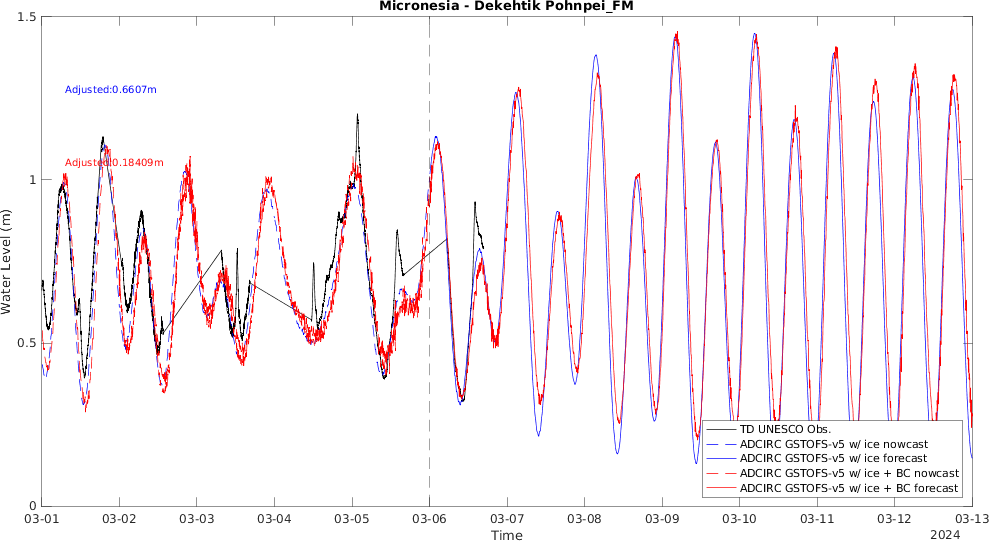 Micronesia - Dekehtik Pohnpei_FM
1.5
1
0.5
0
Water Level (m)
Adjusted:0.6607m
Adjusted:0.18409m
TD UNESCO Obs.
ADCIRC GSTOFS-v5 w/ ice nowcast
ADCIRC GSTOFS-v5 w/ ice forecast
ADCIRC GSTOFS-v5 w/ ice + BC nowcast
ADCIRC GSTOFS-v5 w/ ice + BC forecast
03-01 03-02 03-03 03-04 03-05 03-06 03-07 03-08 03-09 03-10 03-11 03-12 03-13
Time
2024